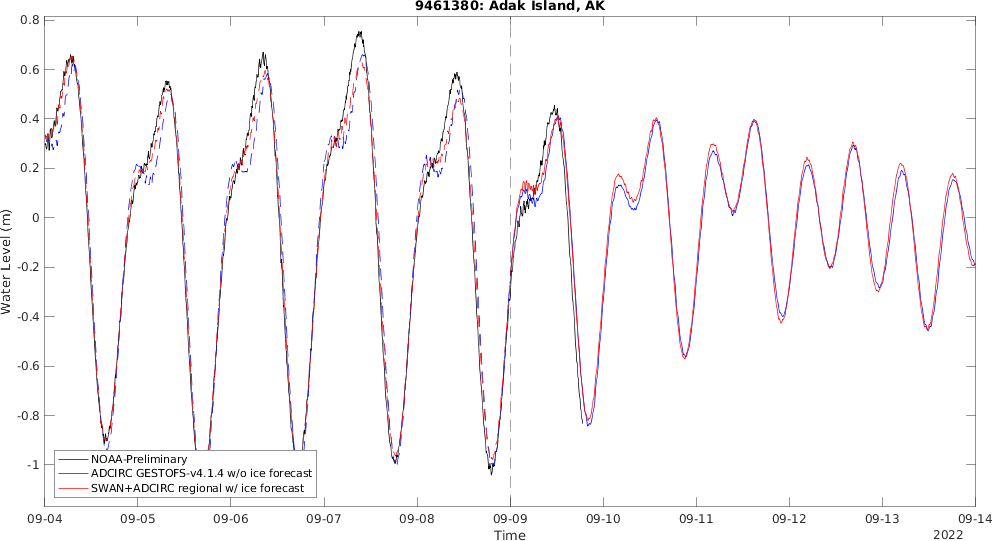 9461380: Adak Island, AK
0.8
0.6
0.4
0.2
0
-0.2
-0.4
-0.6
-0.8
-1
Water Level (m)
NOAA-Preliminary
ADCIRC GESTOFS-v4.1.4 w/o ice forecast
SWAN+ADCIRC regional w/ ice forecast
09-04 09-05 09-06 09-07 09-08 09-09 09-10 09-11 09-12 09-13 09-14
Time
2022